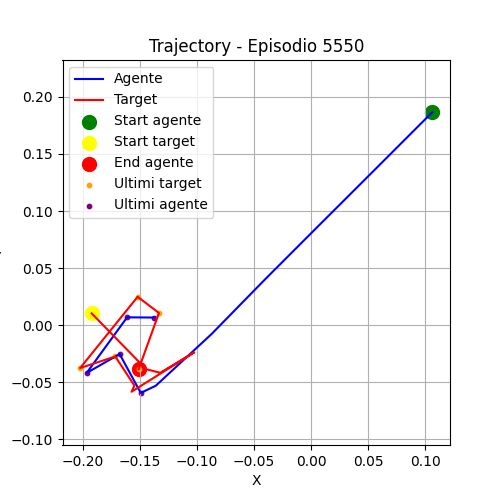 Trajectory - Episodio 5550
Agente
Target
Start agente
Start target
End agente
Ultimi target
Ultimi agente
0.20
0.15
0.10
0.05
0.00
−0.05
−0.10
−0.20
−0.15
−0.10
−0.05
0.00
0.05
0.10
X